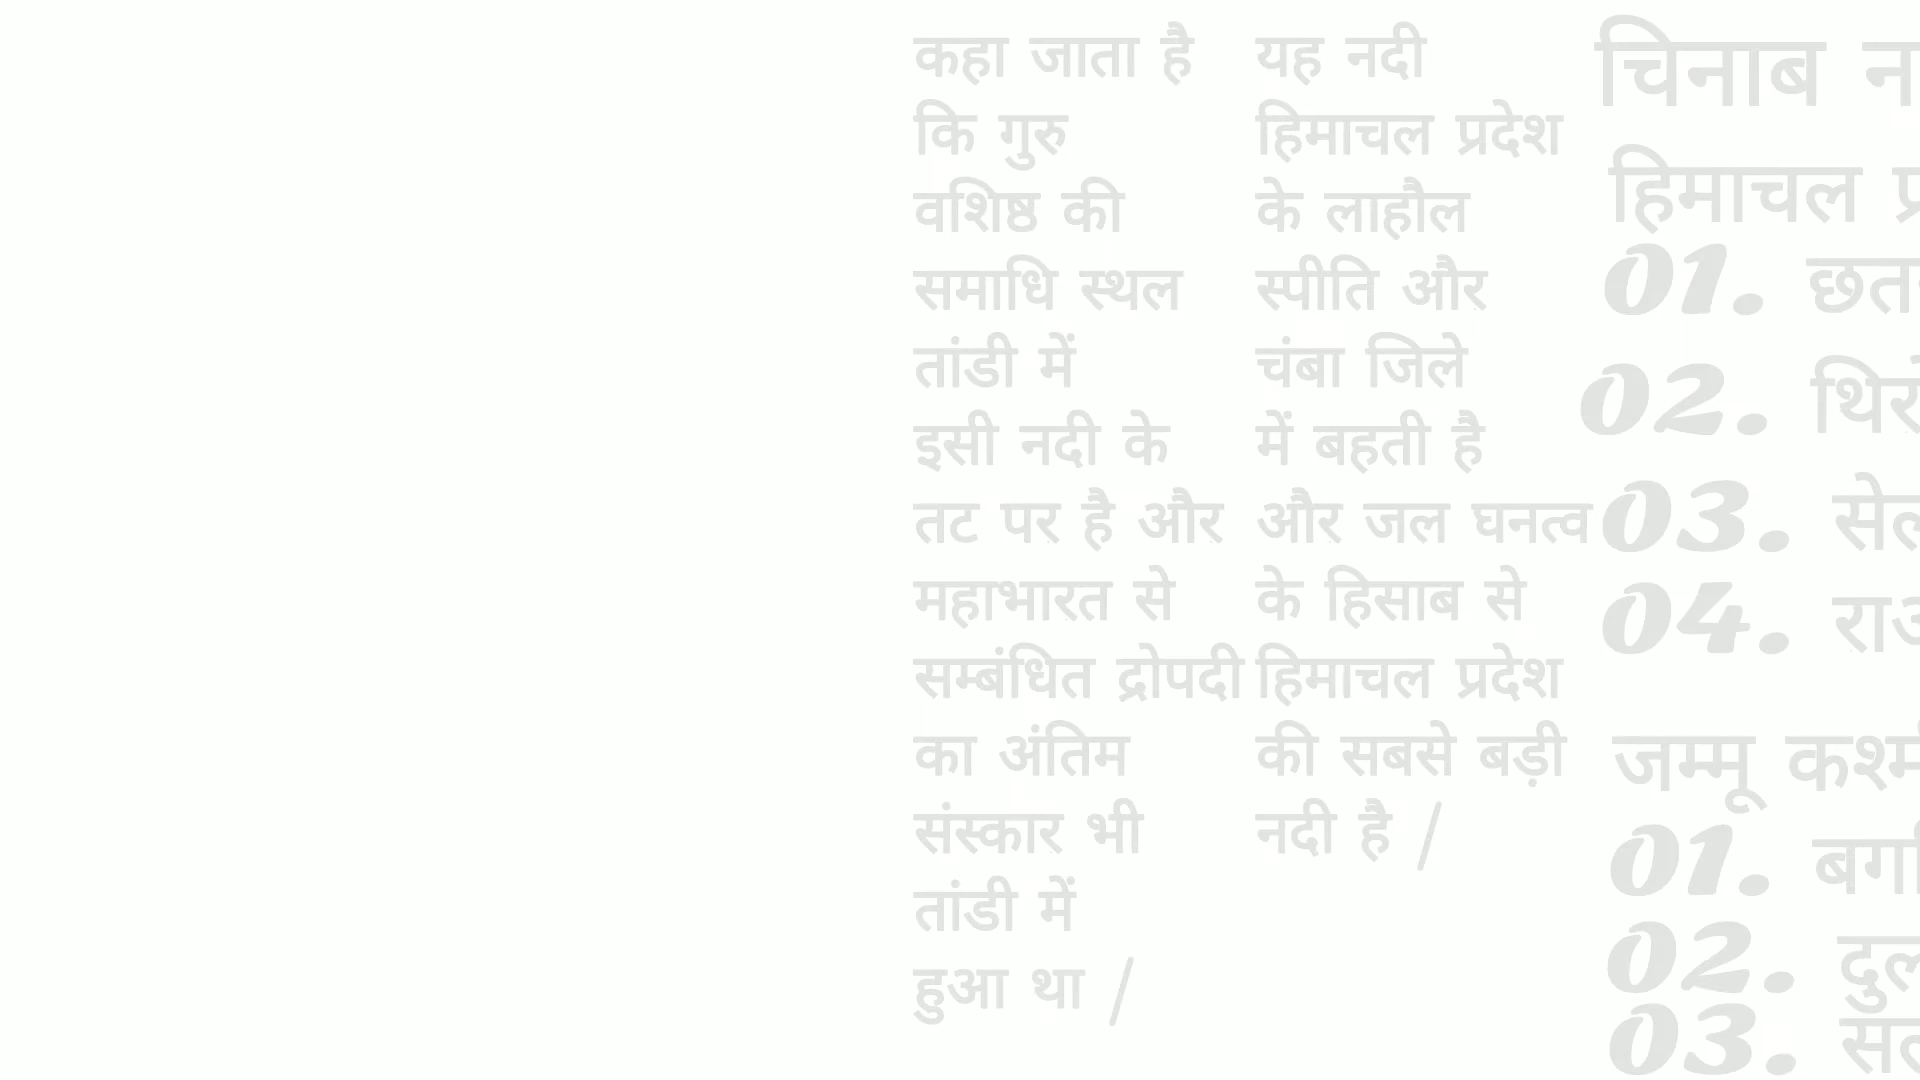 कहा जाता है
कि गुरु
वशिष्ठ की
समाधि स्थल
तांडी में
इसी नदी के
तट पर है और
महाभारत से
सम्बंधित द्रोपदी
का अंतिम
संस्कार भी
तांडी में
हुआ था /
यह नदी
हिमाचल प्रदेश
के लाहौल
स्पीति और
चंबा जिले
में बहती है
और जल घनत्व
के हिसाब से
हिमाचल प्रदेश
की सबसे बड़ी
नदी है /
चिनाब
हिमाचल
01.
02.
03.
04.
जम्मू
01.
02.
03.